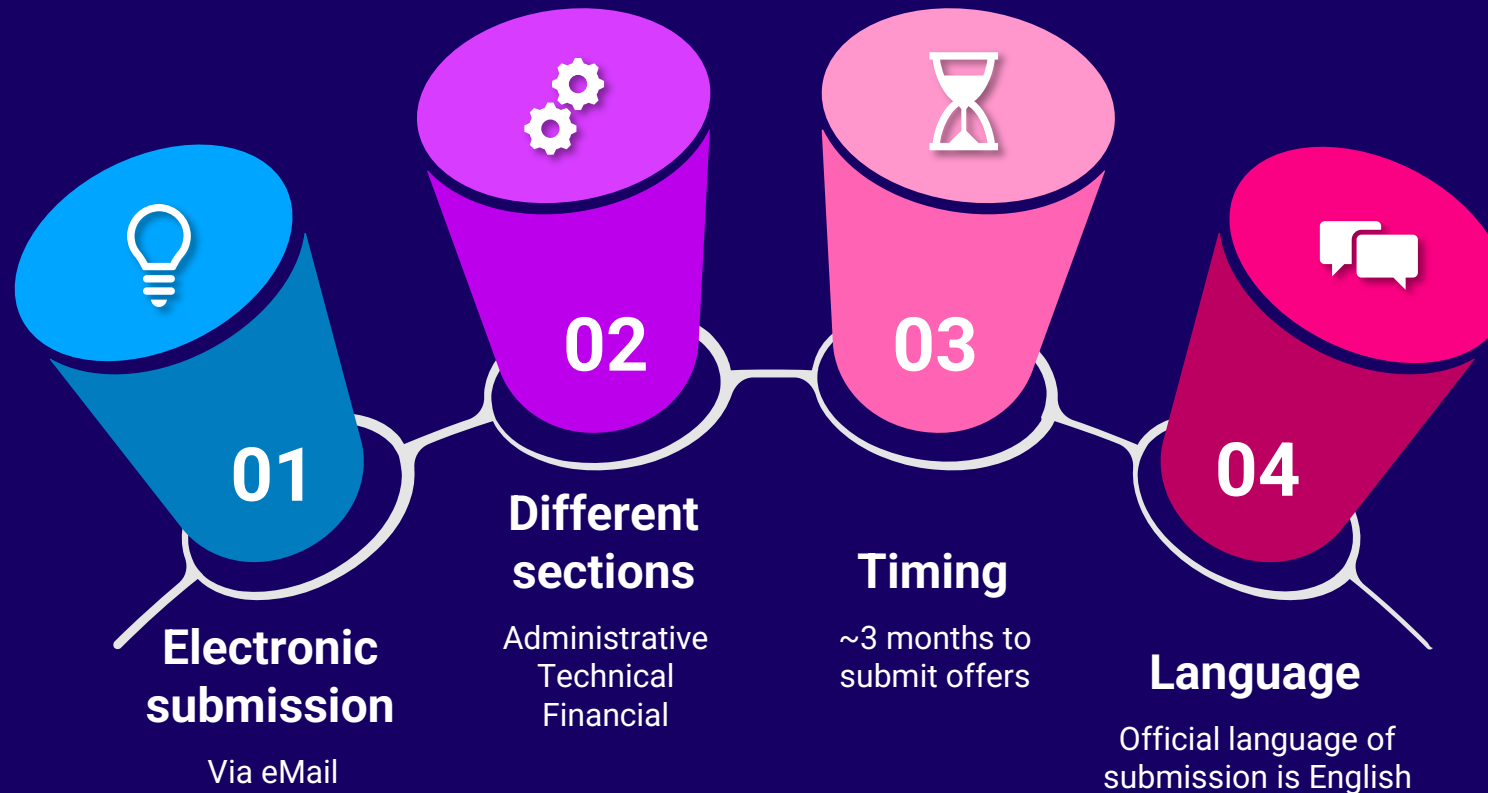 01
Electronic
submission
Via eMail
02
Different
sections
Administrative
Technical
Financial
03
Timing
~3 months to
submit offers
04
Language
Official language of
submission is English